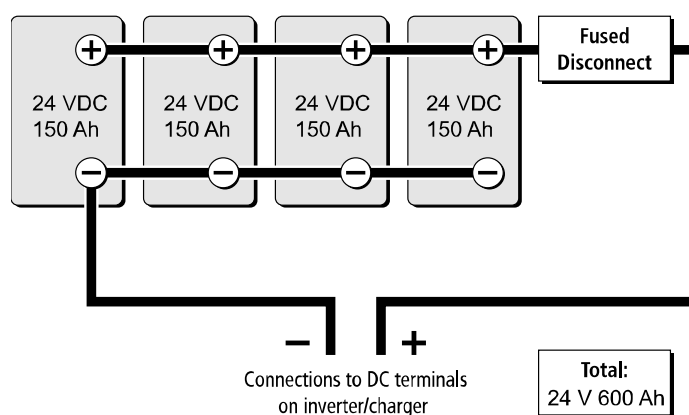 + + + +
Fused
Disconnect
24 VDC
150 Ah
24 VDC
150 Ah
24 VDC
150 Ah
24 VDC
150 Ah
− − − −
− +
Connections to DC terminals
on inverter/charger
Total:
24 V 600 Ah